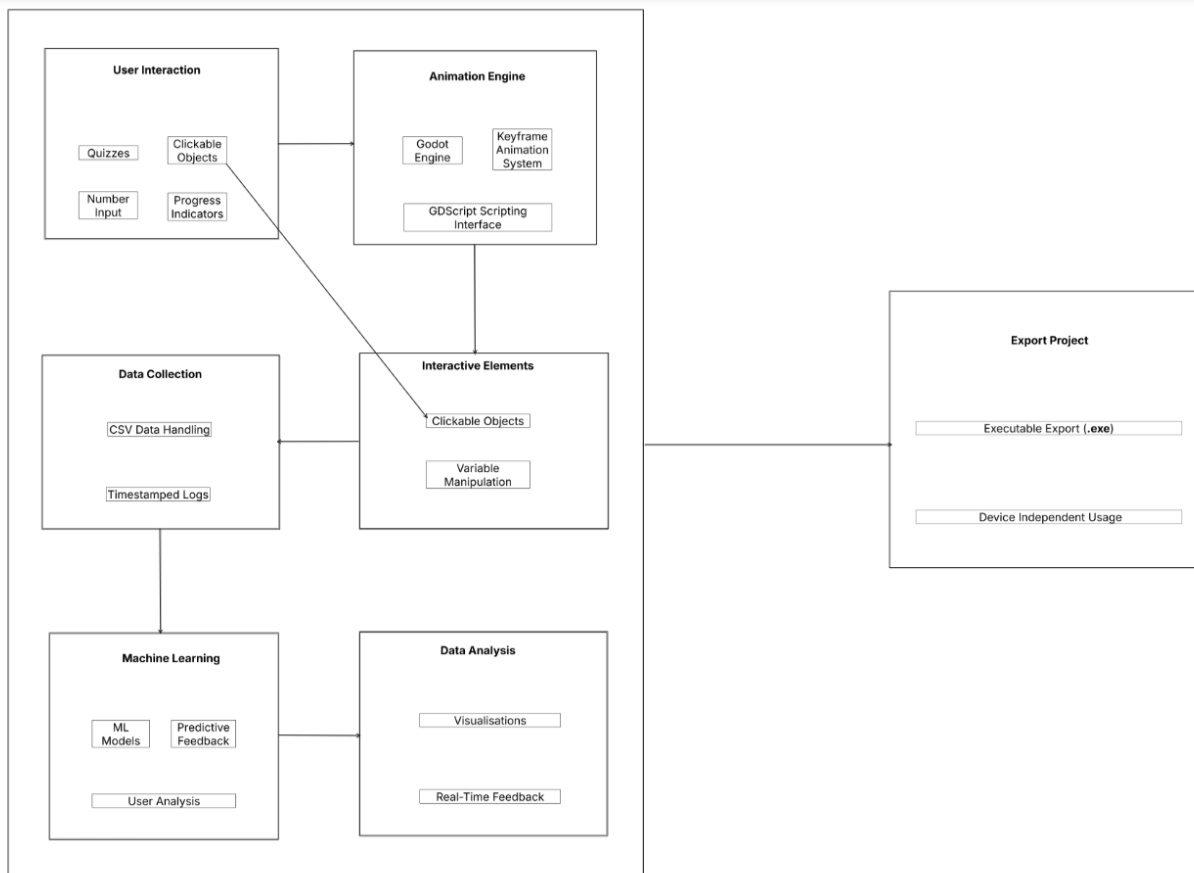 User Interaction
Quizzes
Clickable
Objects
Number
Input
Progress
Indicators
Animation Engine
Godot
Engine
Keyframe
Animation
System
GDScript Scripting
Interface
Data Collection
CSV Data Handling
Timestamped Logs
Interactive Elements
Clickable Objects
Variable
Manipulation
Machine Learning
ML
Models
Predictive
Feedback
User Analysis
Data Analysis
Visualisations
Real-Time Feedback
Export Project
Executable Export (.exe)
Device Independent Usage